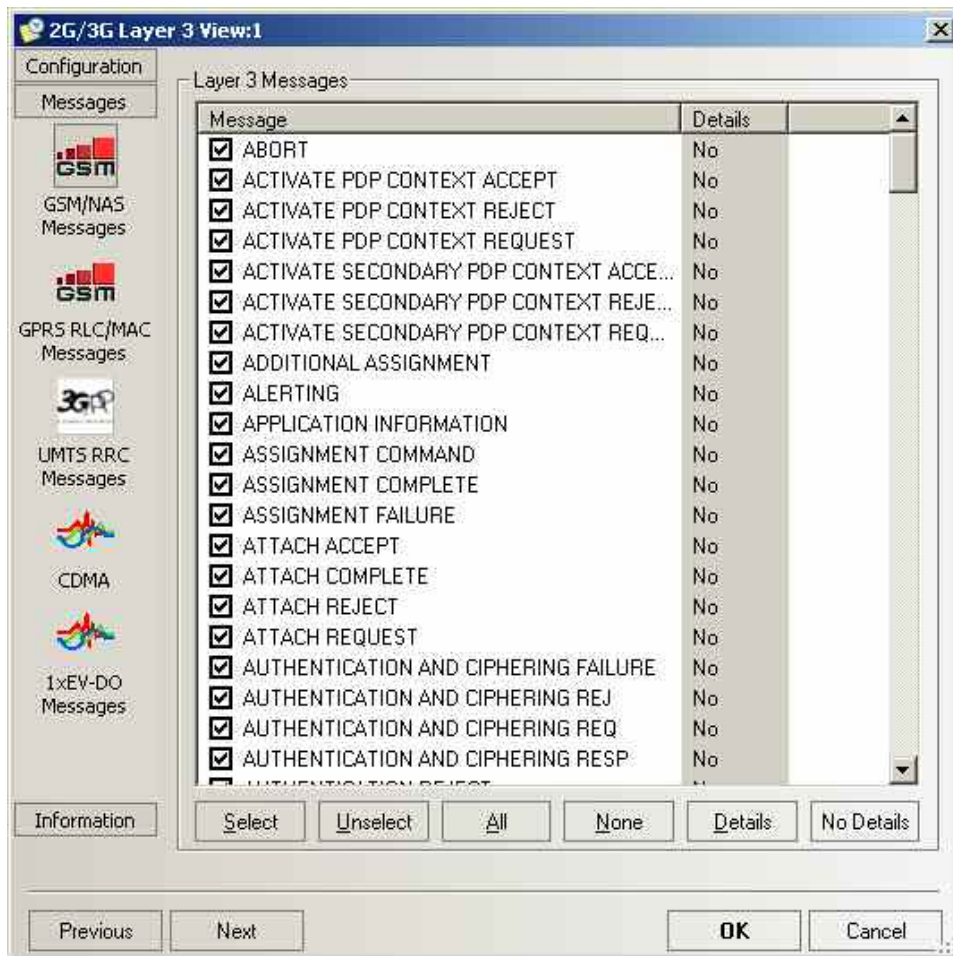 2G/3G Layer 3 View:1
Configuration
Messages
GSM
GSM/NAS
Messages
GSM
GPRS RLC/MAC
Messages
3GPP
UMTS RRC
Messages
CDMA
1xEV-DO
Messages
Information
Layer 3 Messages
Message Details
ABORT No
ACTIVATE PDP CONTEXT ACCEPT No
ACTIVATE PDP CONTEXT REJECT No
ACTIVATE PDP CONTEXT REQUEST No
ACTIVATE SECONDARY PDP CONTEXT ACCE... No
ACTIVATE SECONDARY PDP CONTEXT REJE... No
ACTIVATE SECONDARY PDP CONTEXT REQ... No
ADDITIONAL ASSIGNMENT No
ALERTING No
APPLICATION INFORMATION No
ASSIGNMENT COMMAND No
ASSIGNMENT COMPLETE No
ASSIGNMENT FAILURE No
ATTACH ACCEPT No
ATTACH COMPLETE No
ATTACH REJECT No
ATTACH REQUEST No
AUTHENTICATION AND CIPHERING FAILURE No
AUTHENTICATION AND CIPHERING REJ No
AUTHENTICATION AND CIPHERING REQ No
AUTHENTICATION AND CIPHERING RESP No
AUTHENTICATION REJECT No
Select Unselect All None Details No Details
Previous Next OK Cancel